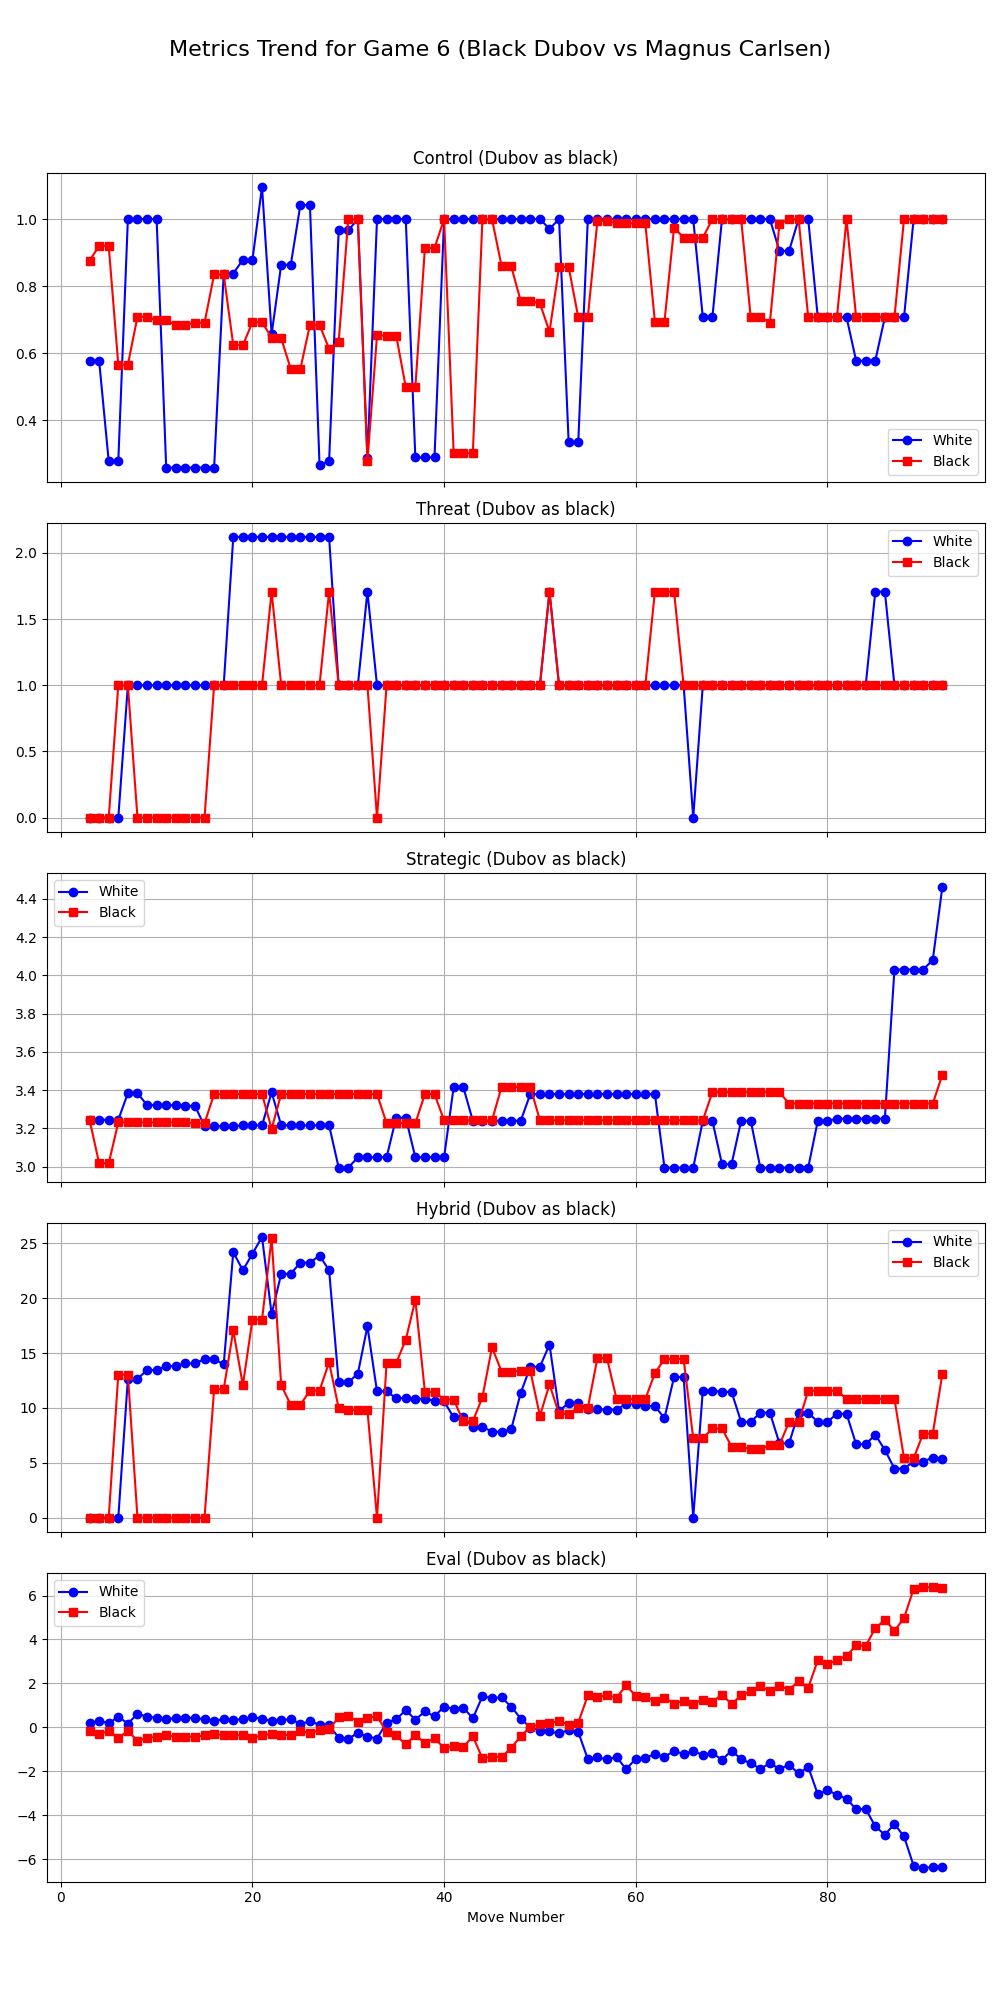 Metrics Trend for Game 6 (Black Dubov vs Magnus Carlsen)
Control (Dubov as black)
1.0
0.8
0.6
0.4
White
Black
Threat (Dubov as black)
2.0
1.5
1.0
0.5
0.0
White
Black
Strategic (Dubov as black)
4.4
4.2
4.0
3.8
3.6
3.4
3.2
3.0
White
Black
Hybrid (Dubov as black)
25
20
15
10
5
0
White
Black
Eval (Dubov as black)
6
4
2
0
−2
−4
−6
White
Black
0 20 40 60 80
Move Number